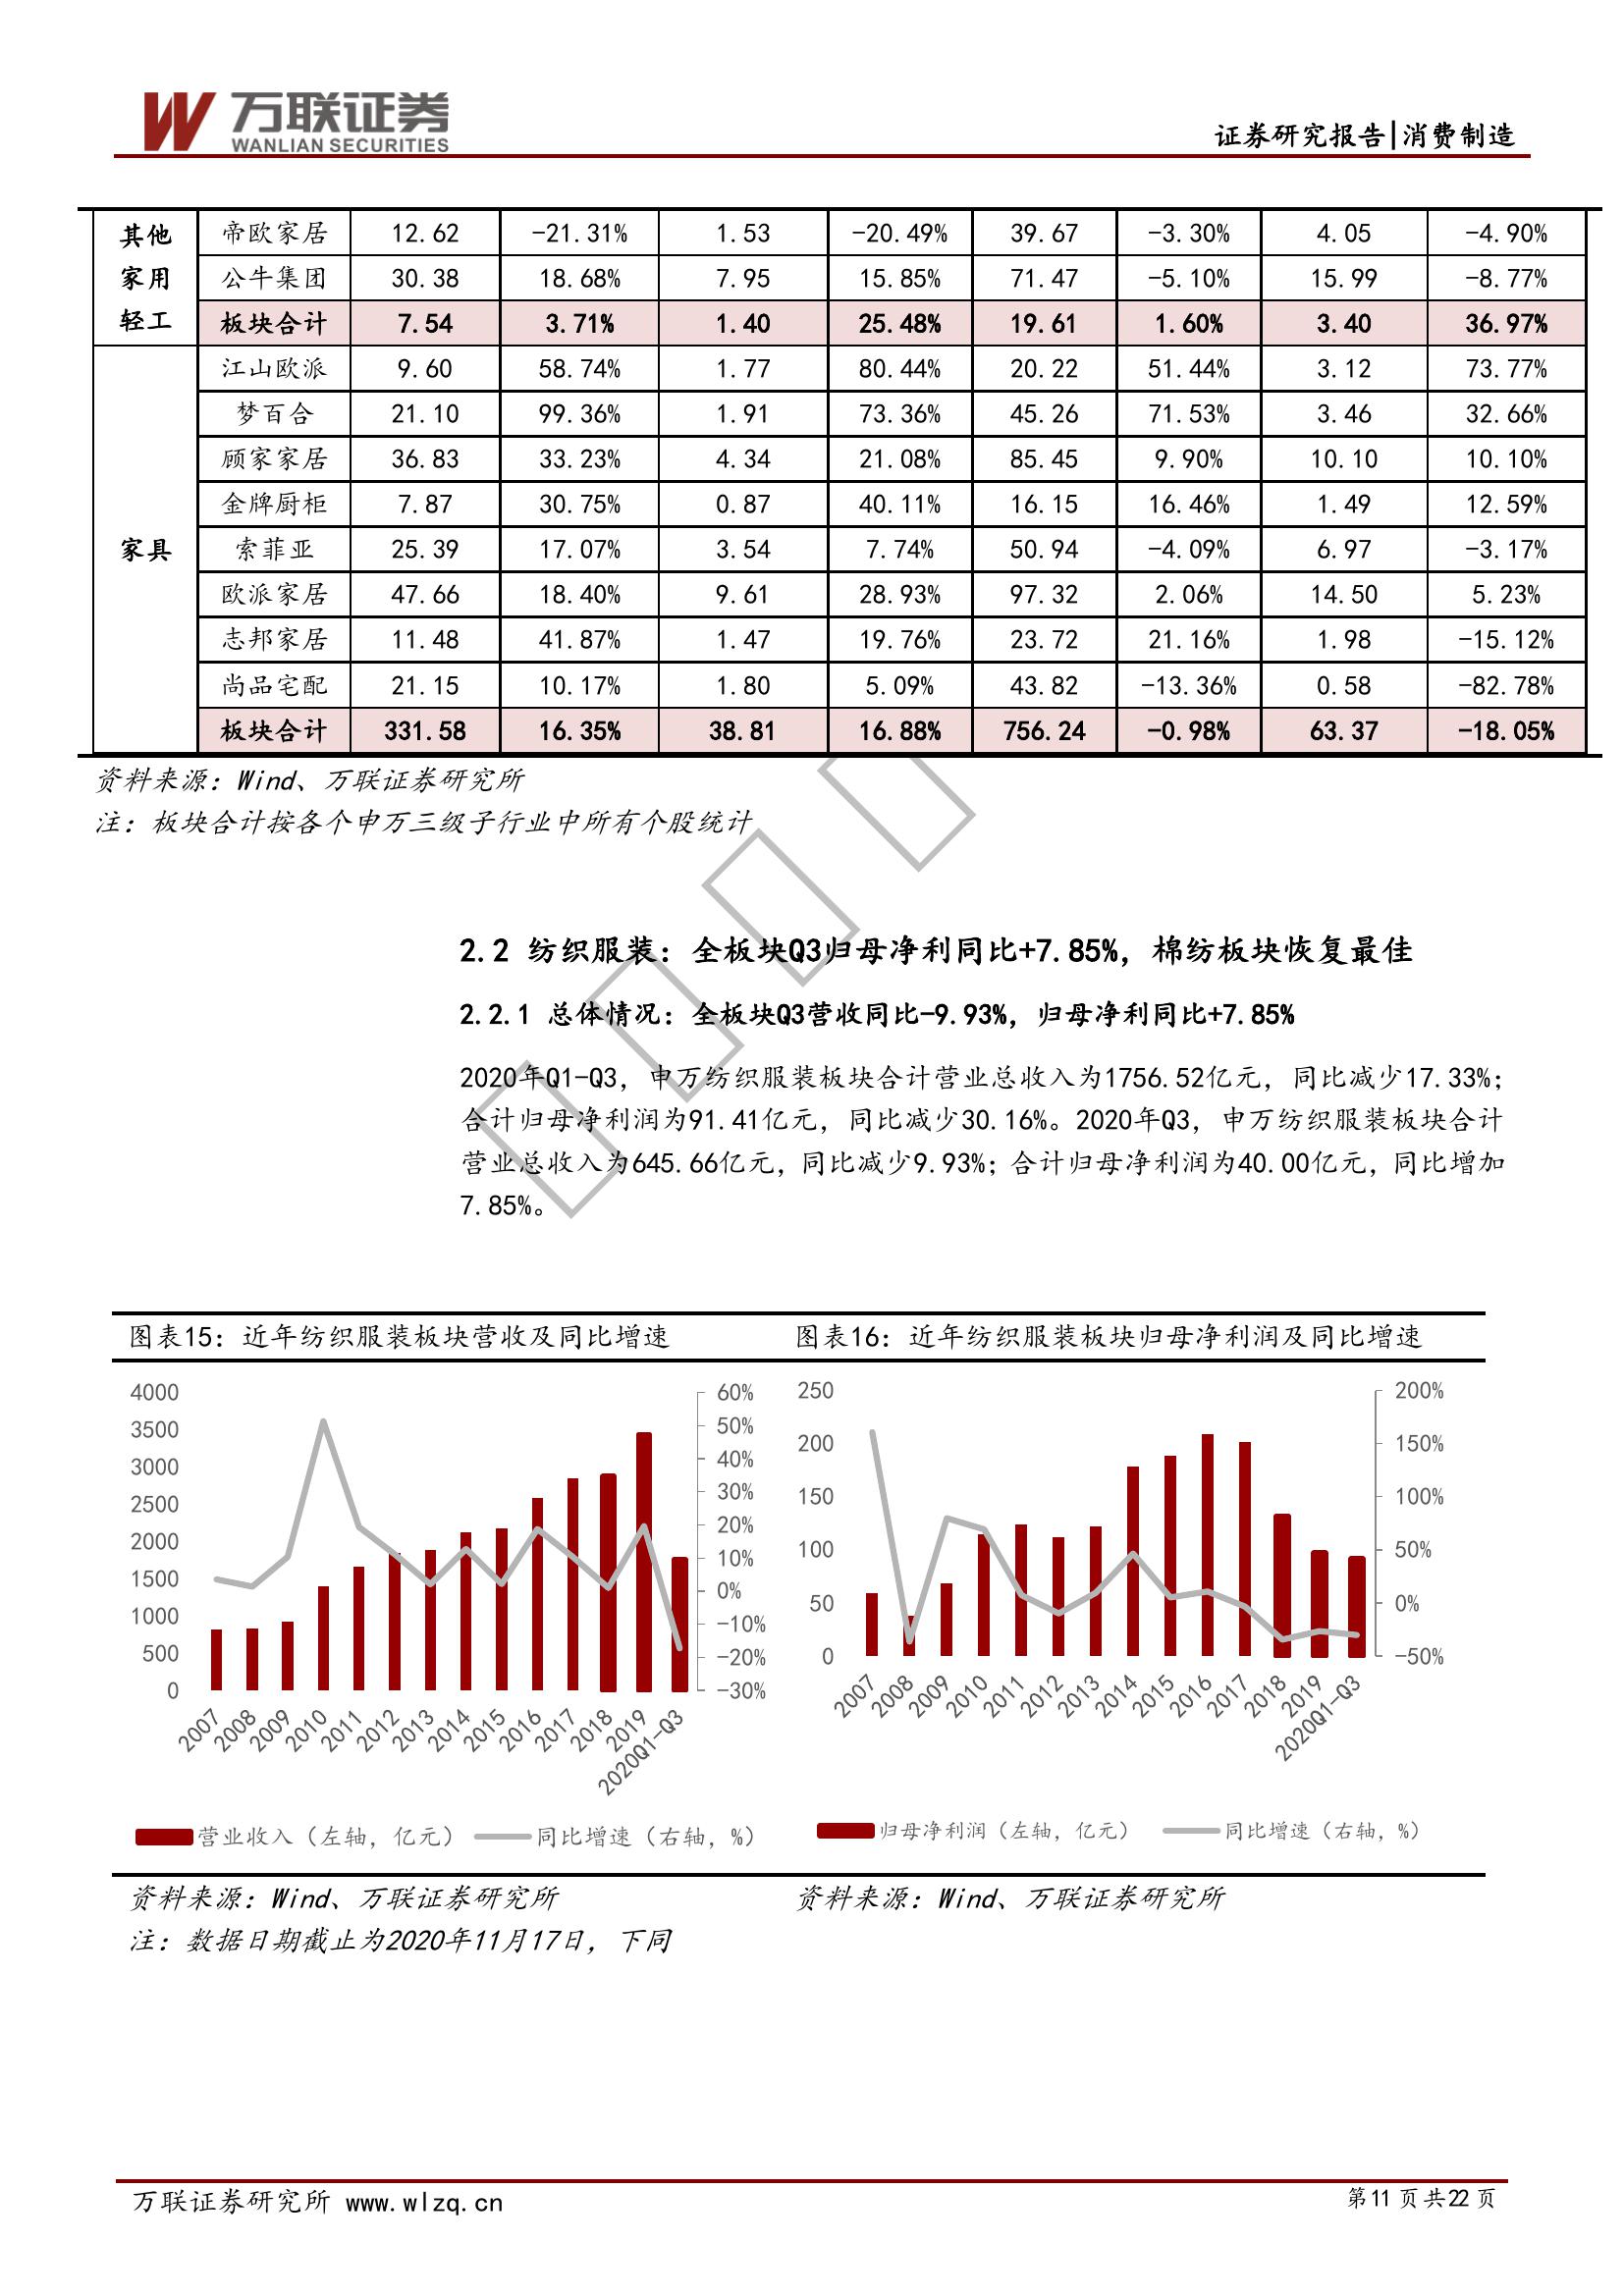 万联证券
WANLIAN SECURITIES
证券研究报告|消费制造
其他家用轻工 帝欧家居 12.62 -21.31% 1.53 -20.49% 39.67 -3.30% 4.05 -4.90%
公牛集团 30.38 18.68% 7.95 15.85% 71.47 -5.10% 15.99 -8.77%
板块合计 7.54 3.71% 1.40 25.48% 19.61 1.60% 3.40 36.97%
家具 江山欧派 9.60 58.74% 1.77 80.44% 20.22 51.44% 3.12 73.77%
梦百合 21.10 99.36% 1.91 73.36% 45.26 71.53% 3.46 32.66%
顾家家居 36.83 33.23% 4.34 21.08% 85.45 9.90% 10.10 10.10%
金牌厨柜 7.87 30.75% 0.87 40.11% 16.15 16.46% 1.49 12.59%
索菲亚 25.39 17.07% 3.54 7.74% 50.94 -4.09% 6.97 -3.17%
欧派家居 47.66 18.40% 9.61 28.93% 97.32 2.06% 14.50 5.23%
志邦家居 11.48 41.87% 1.47 19.76% 23.72 21.16% 1.98 -15.12%
尚品宅配 21.15 10.17% 1.80 5.09% 43.82 -13.36% 0.58 -82.78%
板块合计 331.58 16.35% 38.81 16.88% 756.24 -0.98% 63.37 -18.05%
资料来源：Wind、万联证券研究所
注：板块合计按各个申万三级子行业中所有个股统计
2.2 纺织服装：全板块Q3归母净利同比+7.85%，棉纺板块恢复最佳
2.2.1 总体情况：全板块Q3营收同比-9.93%，归母净利同比+7.85%
2020年Q1-Q3，申万纺织服装板块合计营业总收入为1756.52亿元，同比减少17.33%；
合计归母净利润为91.41亿元，同比减少30.16%。2020年Q3，申万纺织服装板块合计
营业总收入为645.66亿元，同比减少9.93%；合计归母净利润为40.00亿元，同比增加
7.85%。
图表15：近年纺织服装板块营收及同比增速
4000
3500
3000
2500
2000
1500
1000
500
0
60%
50%
40%
30%
20%
10%
0%
-10%
-20%
-30%
2007 2008 2009 2010 2011 2012 2013 2014 2015 2016 2017 2018 2019 2020Q1-Q3
营业收入（左轴，亿元） 同比增速（右轴，%）
图表16：近年纺织服装板块归母净利润及同比增速
250
200
150
100
50
0
200%
150%
100%
50%
0%
-50%
2007 2008 2009 2010 2011 2012 2013 2014 2015 2016 2017 2018 2019 2020Q1-Q3
归母净利润（左轴，亿元） 同比增速（右轴，%）
资料来源：Wind、万联证券研究所
注：数据日期截止为2020年11月17日，下同
资料来源：Wind、万联证券研究所
万联证券研究所 www.wlzq.cn
第11页共22页